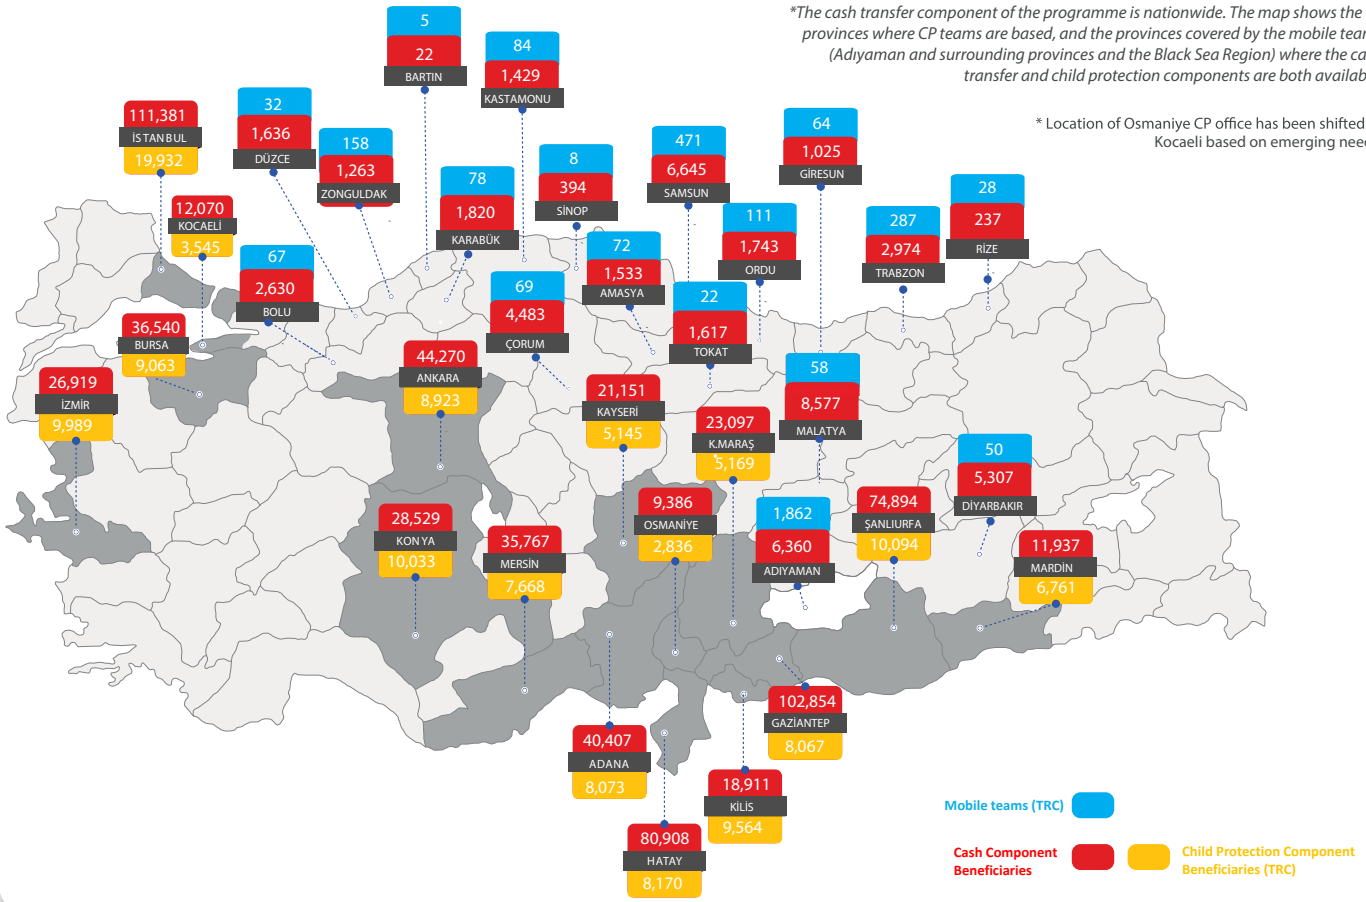 *The cash transfer component of the programme is nationwide. The map shows the
provinces where CP teams are based, and the provinces covered by the mobile team
(Adıyaman and surrounding provinces and the Black Sea Region) where the ca
transfer and child protection components are both availab
* Location of Osmaniye CP office has been shifted
Kocaeli based on emerging nee
5
22
BARTIN
84
1,429
KASTAMONU
111,381
İSTANBUL
19,932
32
1,636
DÜZCE
158
1,263
ZONGULDAK
78
1,820
KARABÜK
8
394
SİNOP
471
6,645
SAMSUN
64
1,025
GİRESUN
12,070
KOCAELİ
3,545
67
2,630
BOLU
69
4,483
ÇORUM
72
1,533
AMASYA
111
1,743
ORDU
287
2,974
TRABZON
28
237
RİZE
22
1,617
TOKAT
36,540
BURSA
9,063
44,270
ANKARA
8,923
26,919
İZMİR
9,989
21,151
KAYSERİ
5,145
23,097
K.MARAŞ
5,169
58
8,577
MALATYA
50
5,307
DİYARBAKIR
28,529
KONYA
10,033
35,767
MERSİN
7,668
9,386
OSMANİYE
2,836
1,862
6,360
ADIYAMAN
74,894
ŞANLIURFA
10,094
11,937
MARDİN
6,761
40,407
ADANA
8,073
80,908
HATAY
8,170
18,911
KİLİS
9,564
102,854
GAZİANTEP
8,067
Mobile teams (TRC)
Cash Component
Beneficiaries
Child Protection Component
Beneficiaries (TRC)